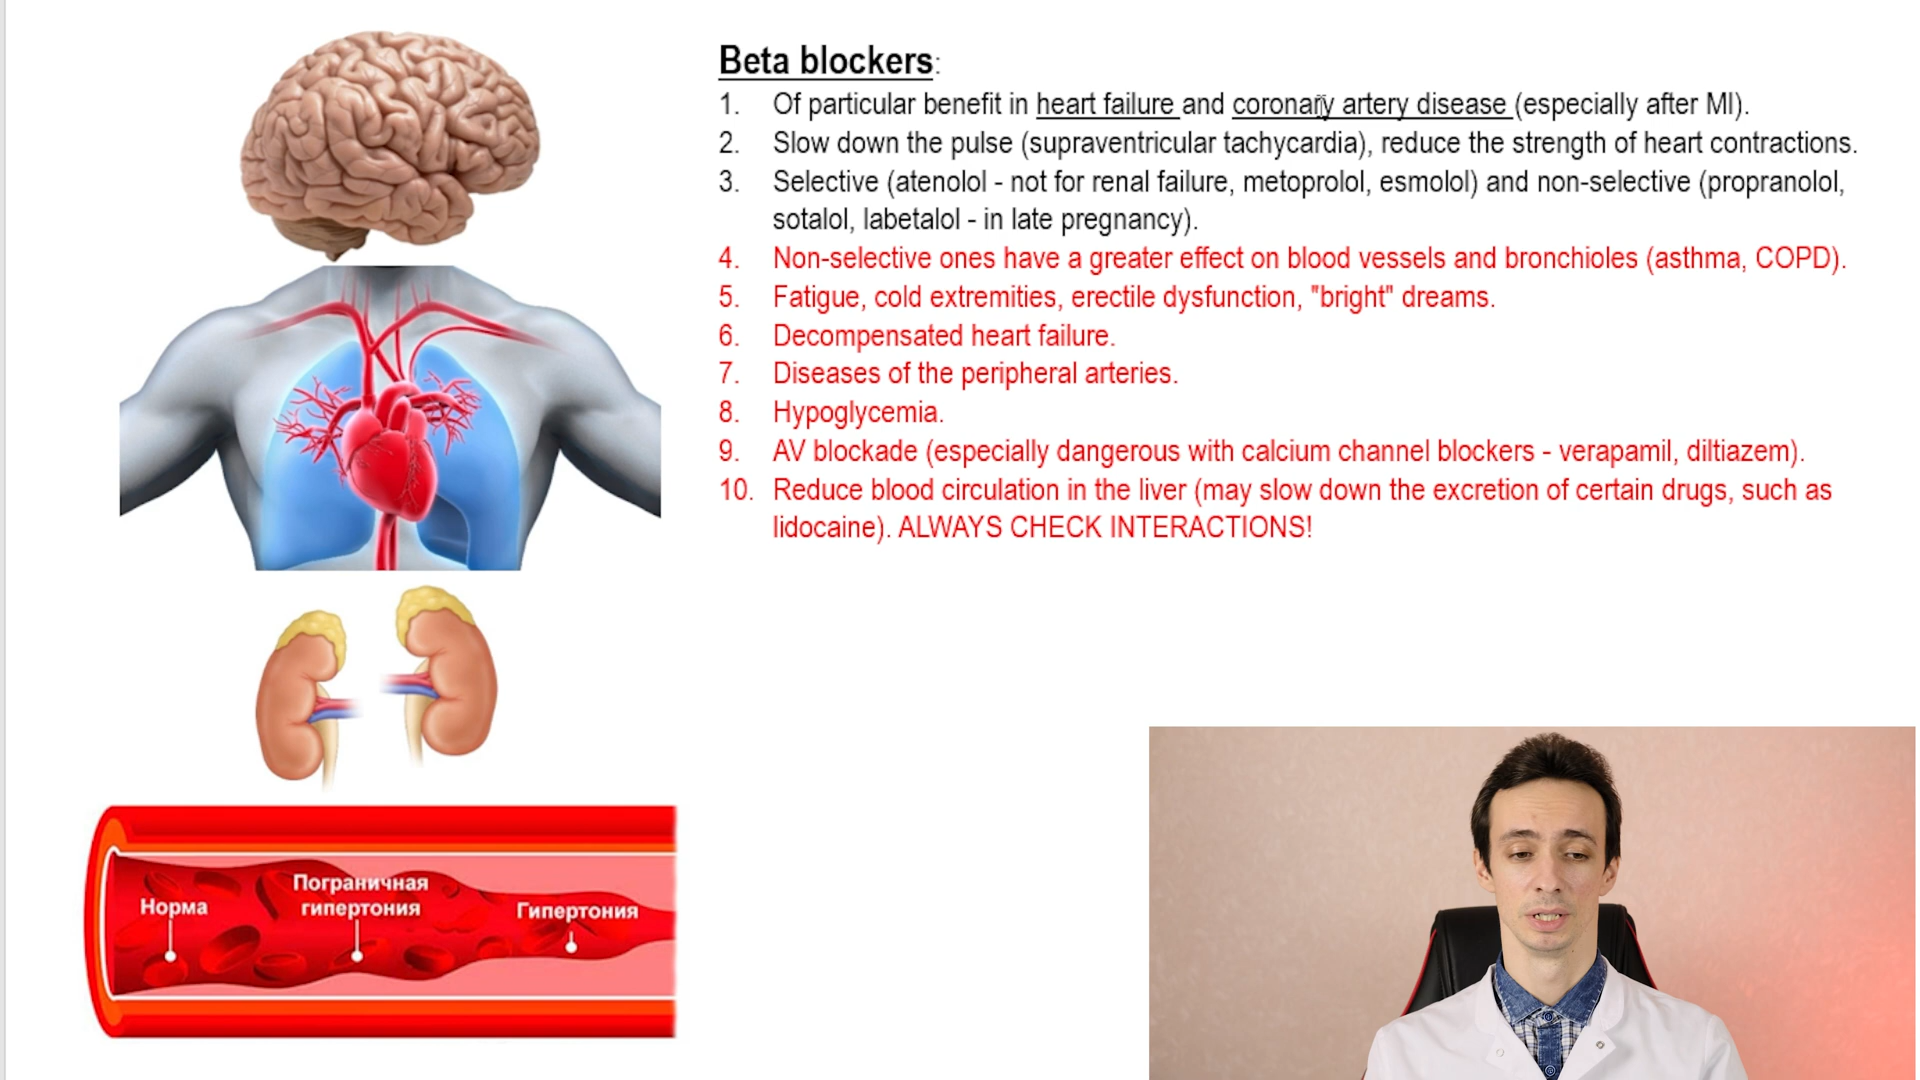 Beta blockers:
1. Of particular benefit in heart failure and coronary artery disease (especially after MI).
2. Slow down the pulse (supraventricular tachycardia), reduce the strength of heart contractions.
3. Selective (atenolol - not for renal failure, metoprolol, esmolol) and non-selective (propranolol,
sotalol, labetalol - in late pregnancy).
4. Non-selective ones have a greater effect on blood vessels and bronchioles (asthma, COPD).
5. Fatigue, cold extremities, erectile dysfunction, "bright" dreams.
6. Decompensated heart failure.
7. Diseases of the peripheral arteries.
8. Hypoglycemia.
9. AV blockade (especially dangerous with calcium channel blockers - verapamil, diltiazem).
10. Reduce blood circulation in the liver (may slow down the excretion of certain drugs, such as
lidocaine). ALWAYS CHECK INTERACTIONS!
Норма
Пограничная
гипертония
Гипертония